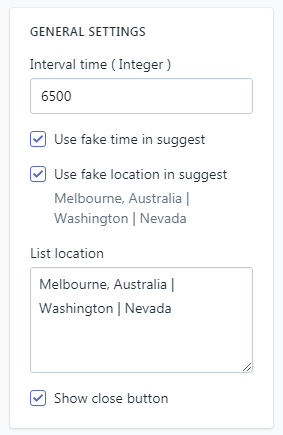 GENERAL SETTINGS
Interval time ( Integer )
6500
Use fake time in suggest
Use fake location in suggest
Melbourne, Australia |
Washington | Nevada
List location
Melbourne, Australia |
Washington | Nevada
Show close button